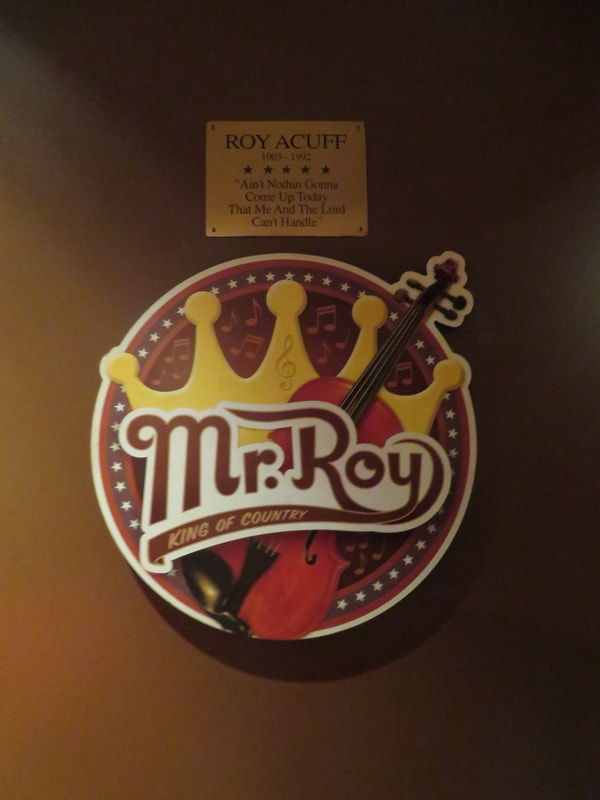 ROY ACUFF
1903 - 1992
★ ★ ★ ★ ★
"Ain't Nothin Gonna
Come Up Today
That Me And The Lord
Can't Handle"
Mr. Roy
KING OF COUNTRY